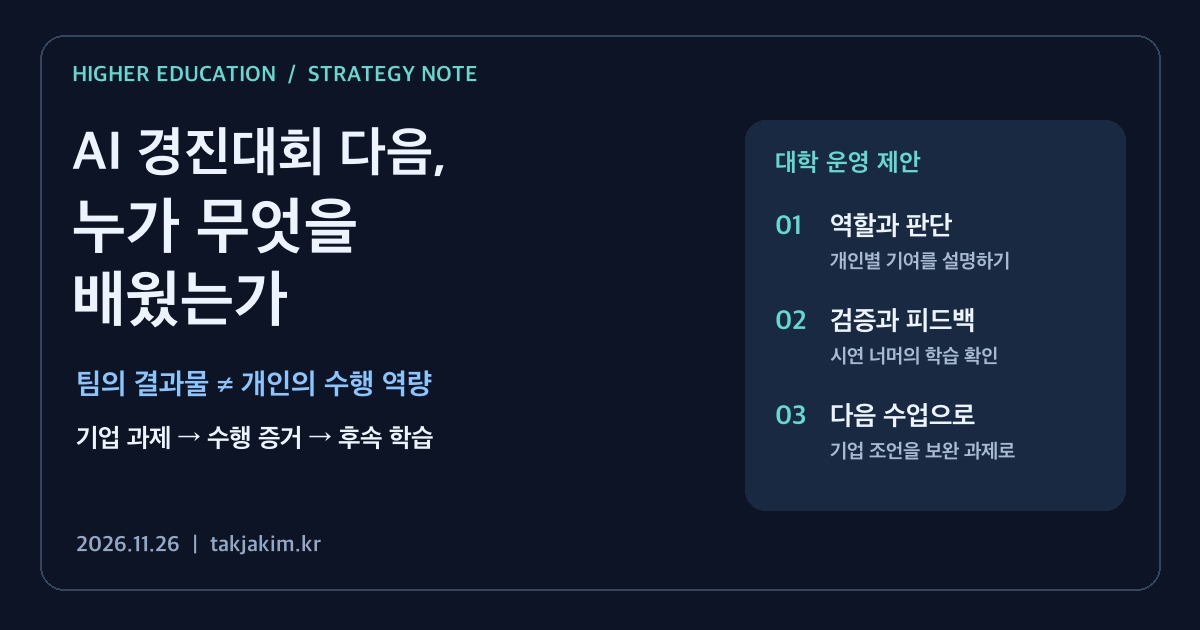 HIGHER EDUCATION / STRATEGY NOTE
AI 경진대회 다음,
누가 무엇을
배웠는가
팀의 결과물 ≠ 개인의 수행 역량
기업 과제 → 수행 증거 → 후속 학습
2026.11.26 | takjakim.kr
대학 운영 제안
01 역할과 판단
개인별 기여를 설명하기
02 검증과 피드백
시연 너머의 학습 확인
03 다음 수업으로
기업 조언을 보완 과제로